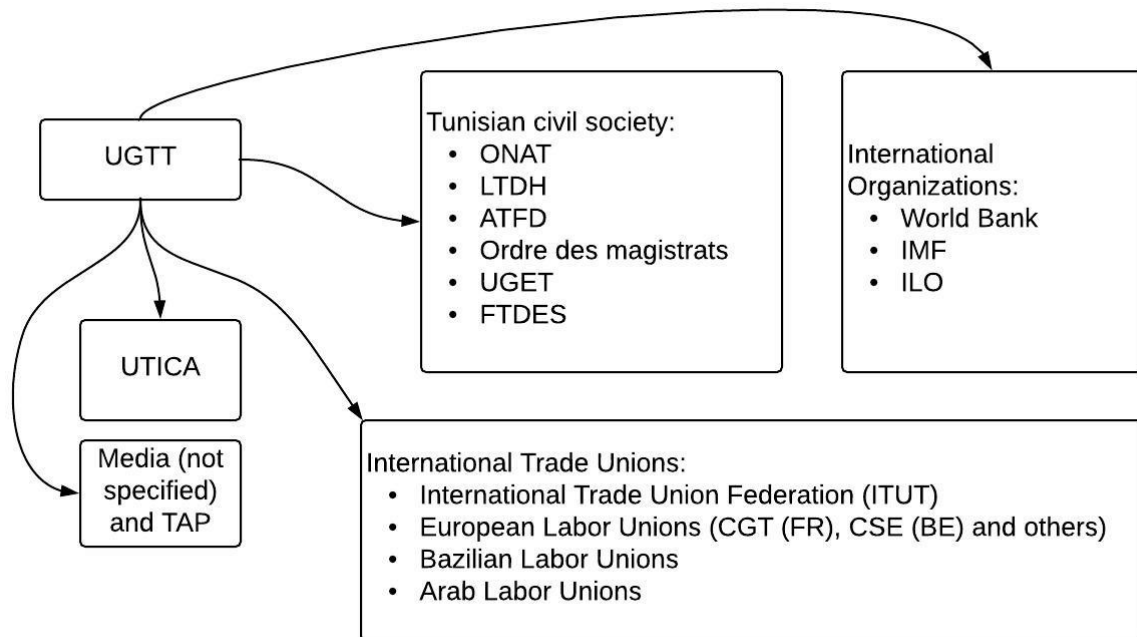 UGTT
Tunisian civil society:
• ONAT
• LTDH
• ATFD
• Ordre des magistrats
• UGET
• FTDES
International
Organizations:
• World Bank
• IMF
• ILO
UTICA
Media (not
specified)
and TAP
International Trade Unions:
• International Trade Union Federation (ITUT)
• European Labor Unions (CGT (FR), CSE (BE) and others)
• Bazilian Labor Unions
• Arab Labor Unions